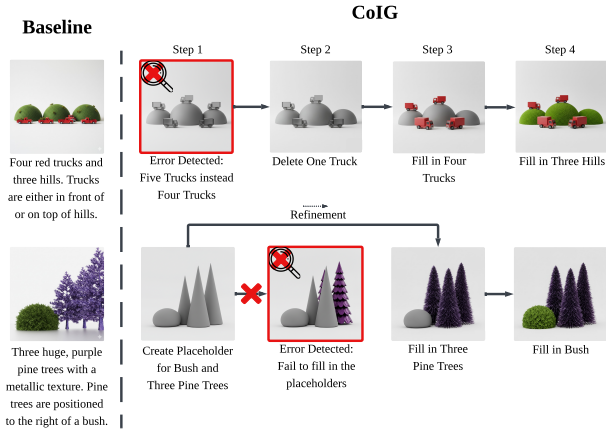 CoIG
Baseline
Step 1
Step 2
Step 3
Step 4
Four red trucks and
three hills. Trucks
are either in front of
or on top of hills.
Error Detected:
Five Trucks instead
Four Trucks
Delete One Truck
Fill in Four
Trucks
Fill in Three Hills
Refinement
Three huge, purple
pine trees with a
metallic texture. Pine
trees are positioned
to the right of a bush.
Create Placeholder
for Bush and
Three Pine Trees
Error Detected:
Fail to fill in the
placeholders
Fill in Three
Pine Trees
Fill in Bush